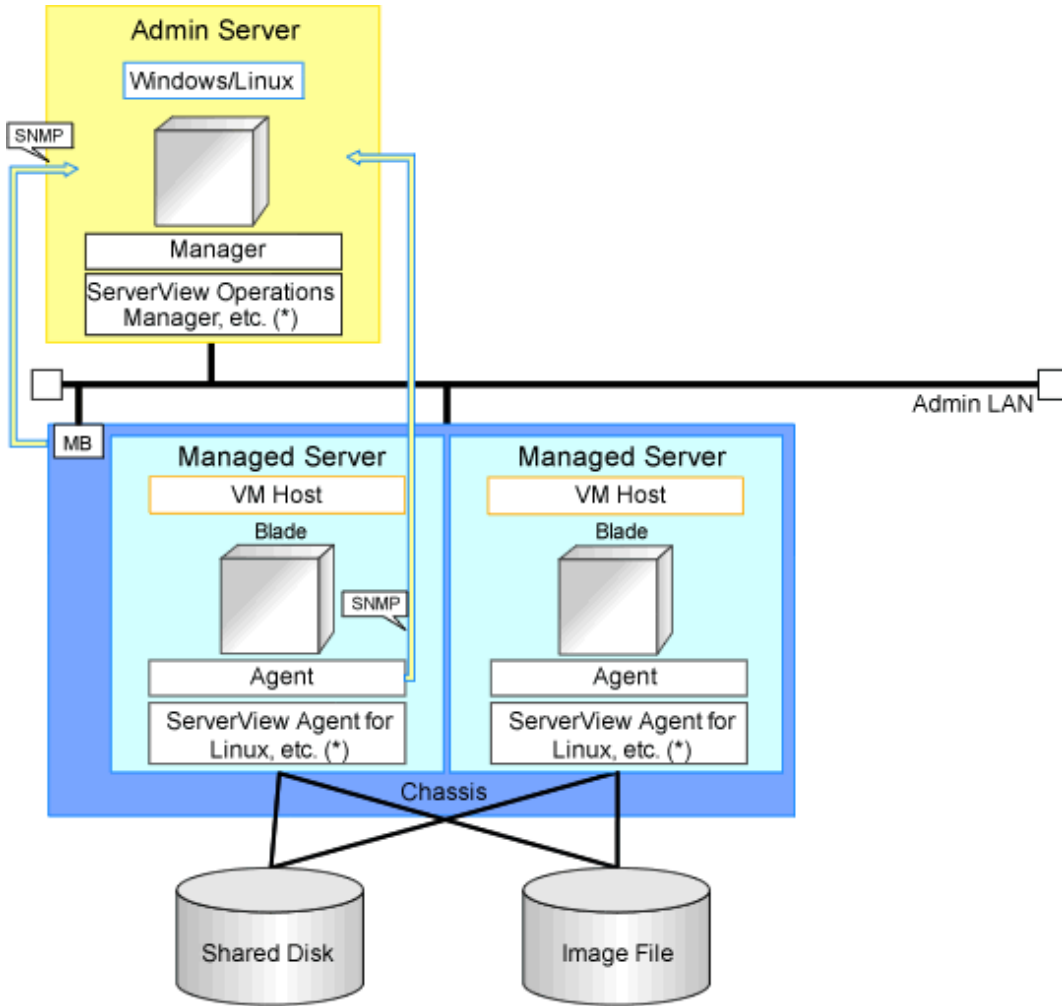 Admin Server
Windows/Linux
SNMP
Manager
ServerView Operations
Manager, etc. (*)
Admin LAN
MB
Managed Server
VM Host
Blade
SNMP
Agent
ServerView Agent for
Linux, etc. (*)
Managed Server
VM Host
Blade
Agent
ServerView Agent for
Linux, etc. (*)
Chassis
Shared Disk
Image File